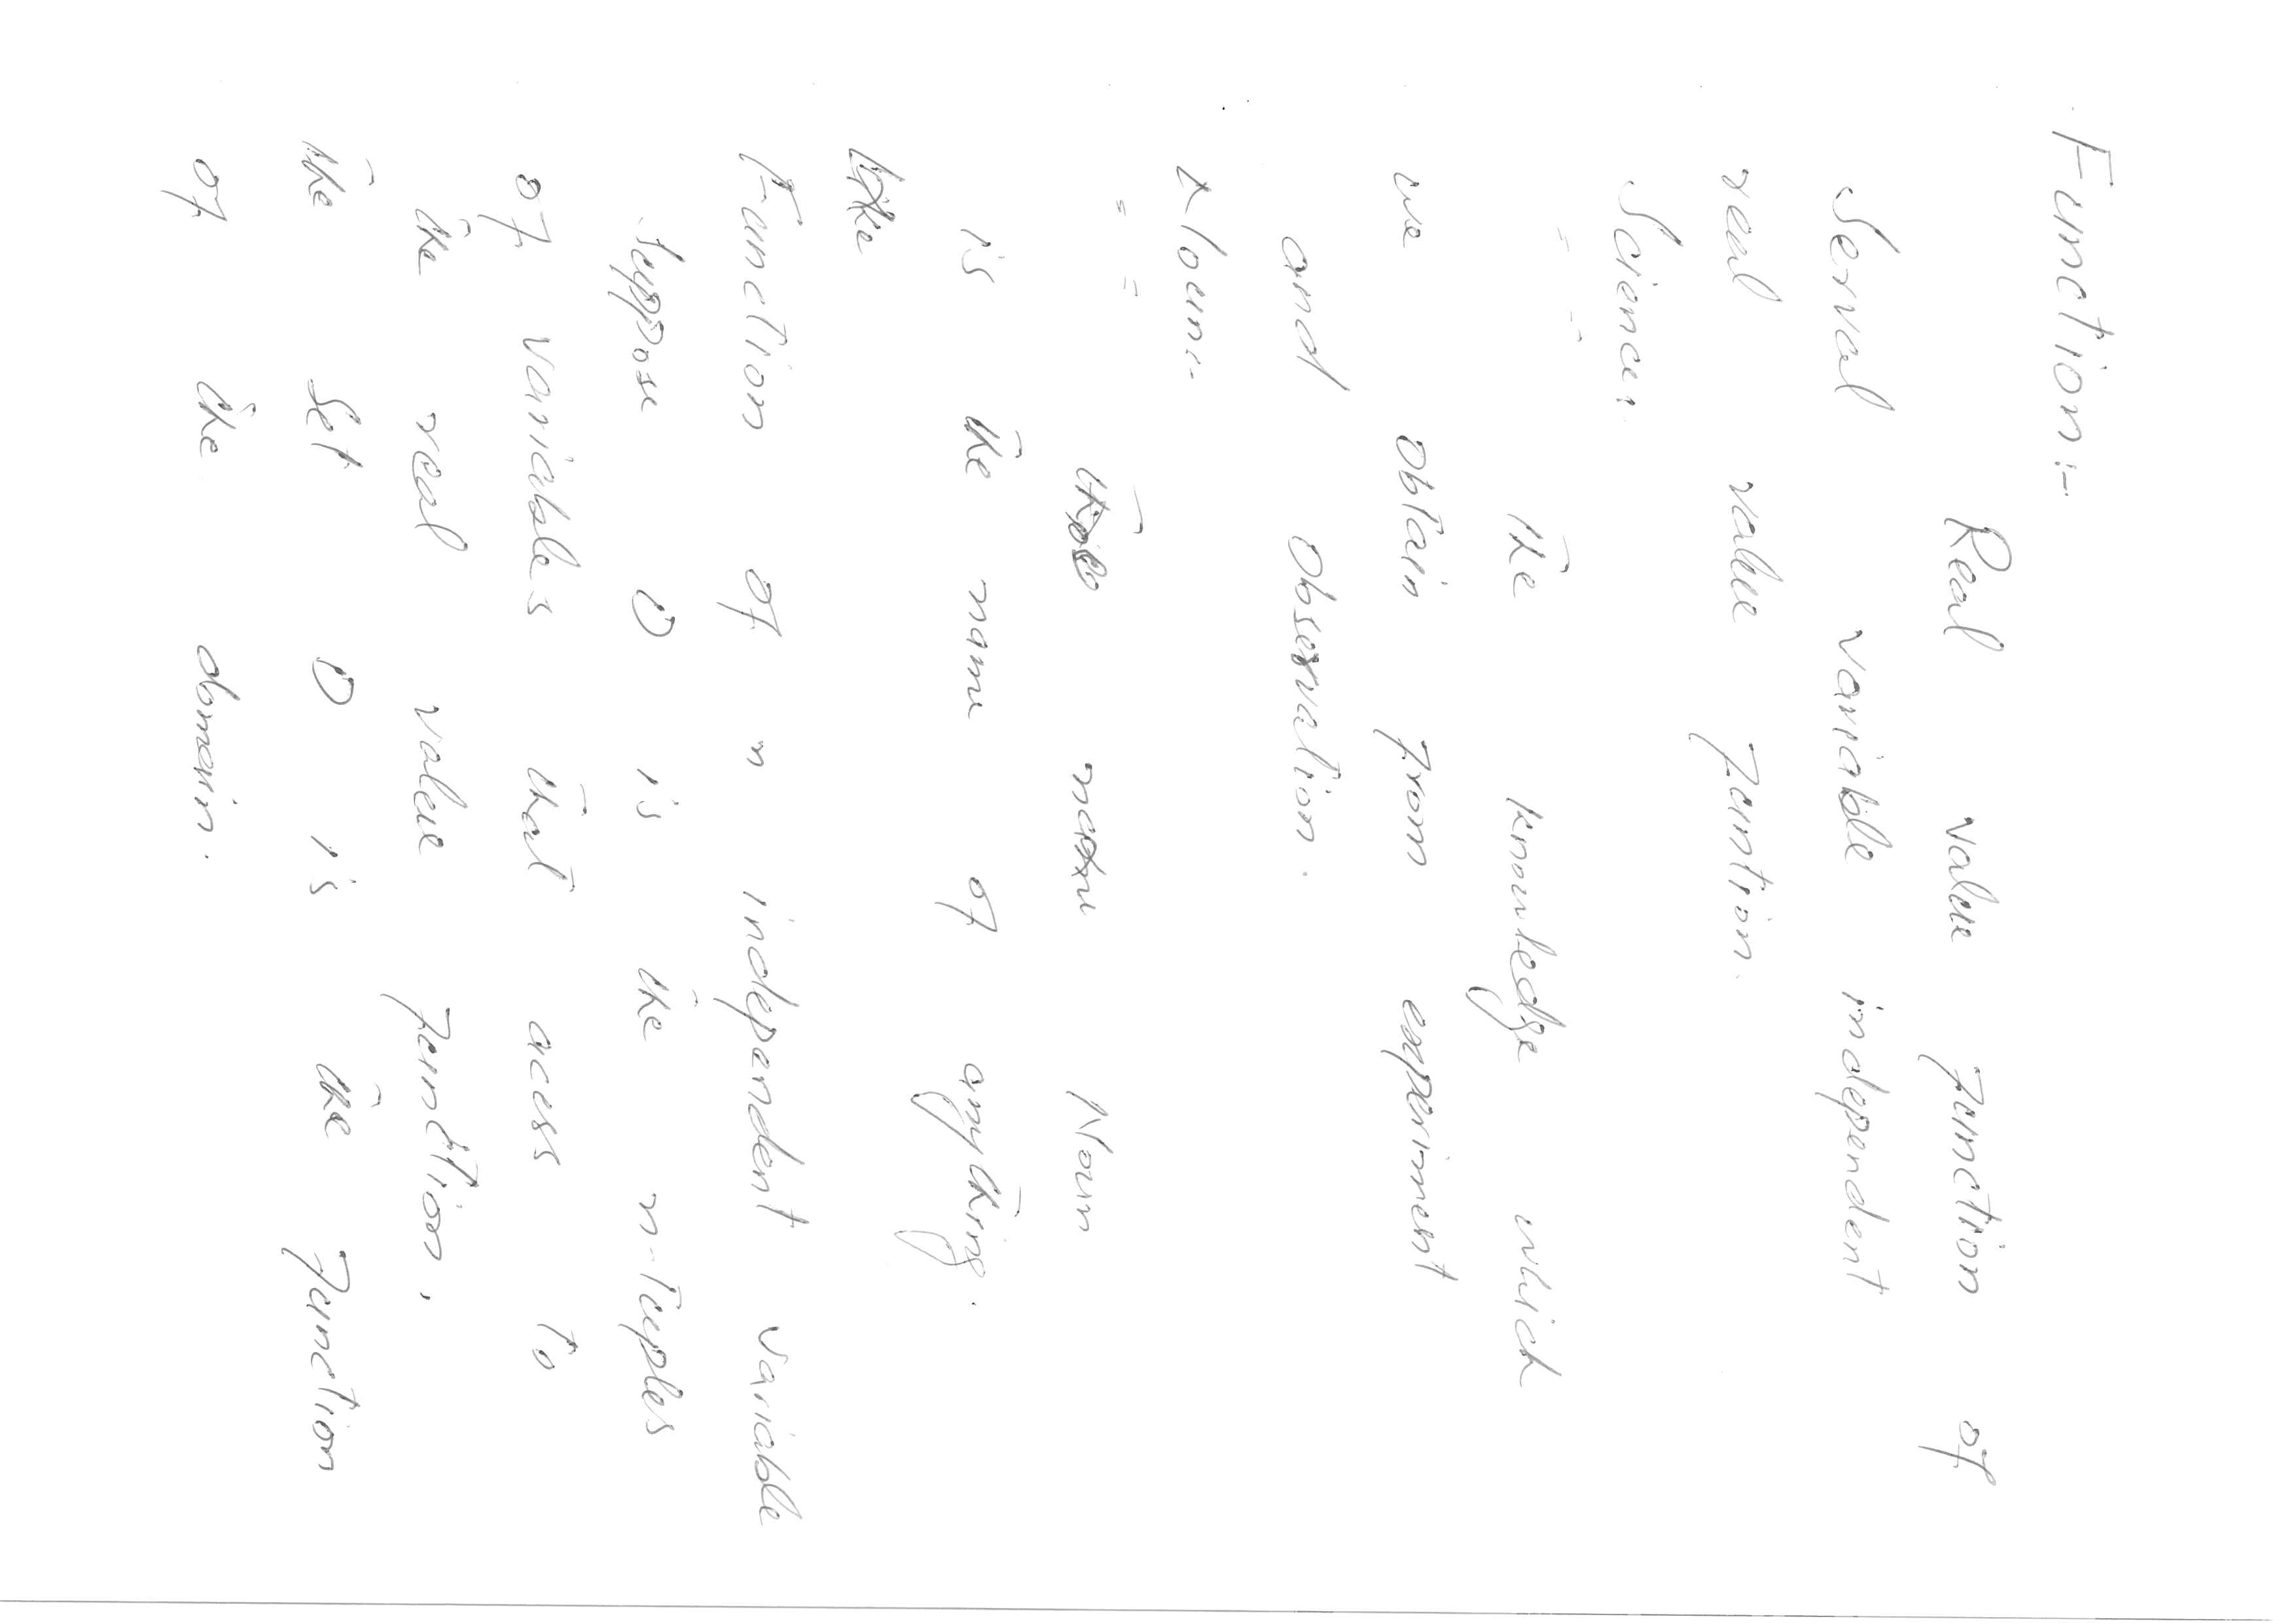 Function:-
Real value function of
Serval variable independent
real value funtion.
Science:
The knowledge which
we obtain from experiment
and observation.
Noun:-
name Noun
is the name of anything.
Like
Function of n independent variable
Suppose D is the n-tuples
of variables that acess to
the real value function.
The Set D is the function
of the domain.